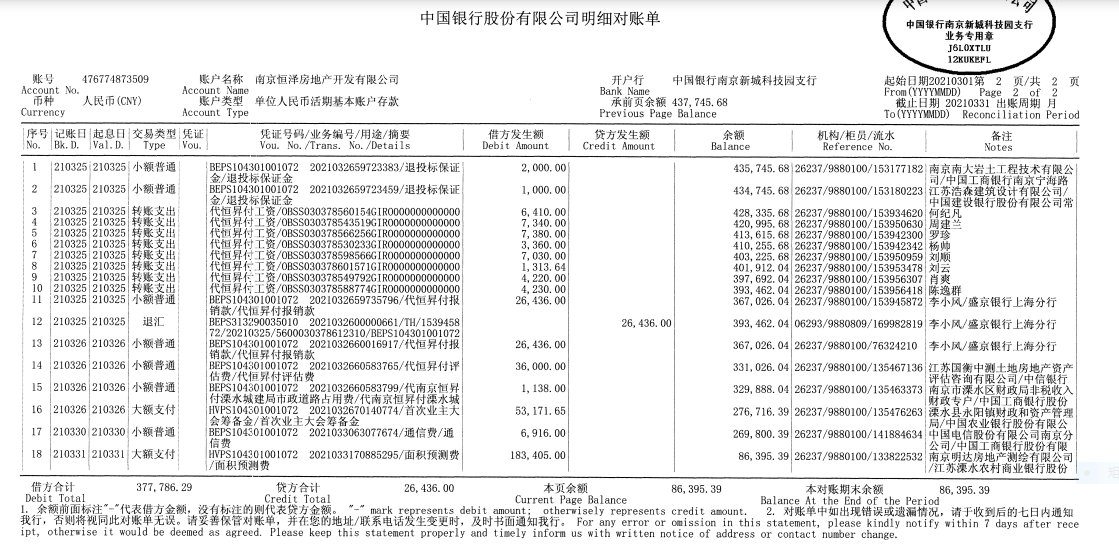 中国银行股份有限公司明细对账单
中国银行南京新城科技园支行
业务专用章
J6L0XTLU
12KUKEFL
账号 476774873509 账户名称 南京恒泽房地产开发有限公司 开户行 中国银行南京新城科技园支行 起始日期20210301第 2 页/共 2 页
Account No. Account Name Bank Name From(YYYYMMDD) Page 2 of 2
币种 人民币(CNY) 账户类型 单位人民币活期基本账户存款 承前页余额 437,745.68 截止日期 20210331 出账周期 月
Currency Account Type Previous Page Balance To(YYYYMMDD) Reconciliation Period
序号 记账日 起息日 交易类型 凭证 凭证号码/业务编号/用途/摘要 借方发生额 贷方发生额 余额 机构/柜员/流水 备注
No. Bk.D. Val.D. Type Vou. Vou. No./Trans. No./Details Debit Amount Credit Amount Balance Reference No. Notes
1 210325 210325 小额普通 BEPS104301001072 2021032659723383/退投标保证 2,000.00 435,745.68 26237/9880100/153177182 南京南大岩土工程技术有限公
金/退投标保证金 司/中国工商银行南京宁海路
2 210325 210325 小额普通 BEPS104301001072 2021032659723459/退投标保证 1,000.00 434,745.68 26237/9880100/153180223 江苏浩森建筑设计有限公司/
金/退投标保证金 中国建设银行股份有限公司常
3 210325 210325 转账支出 代恒昇付工资/OBSS030378560154GIRO000000000000 6,410.00 428,335.68 26237/9880100/153934620 何纪凡
4 210325 210325 转账支出 代恒昇付工资/OBSS030378543519GIRO000000000000 7,340.00 420,995.68 26237/9880100/153950630 周建兰
5 210325 210325 转账支出 代恒昇付工资/OBSS030378566256GIRO000000000000 7,380.00 413,615.68 26237/9880100/153942300 罗珍
6 210325 210325 转账支出 代恒昇付工资/OBSS030378530233GIRO000000000000 3,360.00 410,255.68 26237/9880100/153942342 杨帅
7 210325 210325 转账支出 代恒昇付工资/OBSS030378598566GIRO000000000000 7,030.00 403,225.68 26237/9880100/153950959 刘顺
8 210325 210325 转账支出 代恒昇付工资/OBSS030378601571GIRO000000000000 1,313.64 401,912.04 26237/9880100/153953478 刘云
9 210325 210325 转账支出 代恒昇付工资/OBSS030378549792GIRO000000000000 4,220.00 397,692.04 26237/9880100/153956307 肖爽
10 210325 210325 转账支出 代恒昇付工资/OBSS030378588774GIRO000000000000 4,230.00 393,462.04 26237/9880100/153956418 陈逸群
11 210325 210325 小额普通 BEPS104301001072 2021032659735796/代恒昇付报 26,436.00 367,026.04 26237/9880100/153945872 李小凤/盛京银行上海分行
销款/代恒昇付报销款
12 210325 210325 退汇 BEPS313290035010 2021032600000661/TH/1539458 26,436.00 393,462.04 06293/9880809/169982819 李小凤/盛京银行上海分行
72/20210325/560003037861231​0/BEPS104301001072
13 210326 210326 小额普通 BEPS104301001072 2021032660016917/代恒昇付报 26,436.00 367,026.04 26237/9880100/76324210 李小凤/盛京银行上海分行
销款/代恒昇付报销款
14 210326 210326 小额普通 BEPS104301001072 2021032660583765/代恒昇付评 36,000.00 331,026.04 26237/9880100/135467136 江苏国衡中测土地房地产资产
估费/代恒昇付评估费 评估咨询有限公司/中信银行
15 210326 210326 小额普通 BEPS104301001072 2021032660583799/代南京恒昇 1,138.00 329,888.04 26237/9880100/135463373 南京市溧水区财政局非税收入
付溧水城建局市政道路占用费/代南京恒昇付溧水城 财政专户/中国工商银行股份
16 210326 210326 大额支付 HVPS104301001072 2021032670140774/首次业主大 53,171.65 276,716.39 26237/9880100/135476263 溧水县永阳镇财政和资产管理
会筹备金/首次业主大会筹备金 局/中国农业银行股份有限公
17 210330 210330 小额普通 BEPS104301001072 2021033063077674/通信费/通 6,916.00 269,800.39 26237/9880100/141884634 中国电信股份有限公司南京分
信费 公司/中国工商银行股份有限
18 210331 210331 大额支付 HVPS104301001072 2021033170885295/面积预测费 183,405.00 86,395.39 26237/9880100/133822532 南京明达房地产测绘有限公司
/面积预测费 /江苏溧水农村商业银行股份
借方合计 377,786.29 贷方合计 26,436.00 本页余额 86,395.39 本对账期末余额 86,395.39
Debit Total Credit Total Current Page Balance Balance At the End of the Period
1. 余额前面标注"-"代表借方金额，没有标注的则代表贷方金额。 "-" mark represents debit amount; otherwise represents credit amount. 2. 对账单中如出现错误或遗漏情况，请于收到后的七日内通知
我行，否则将视同此对账单无误。请妥善保管对账单，并在您的地址/联系电话发生变更时，及时书面通知我行。 For any error or omission in this statement, please kindly notify within 7 days after rece
ipt, otherwise it would be deemed as agreed. Please keep this statement properly and timely inform us with written notice of address or contact number change.